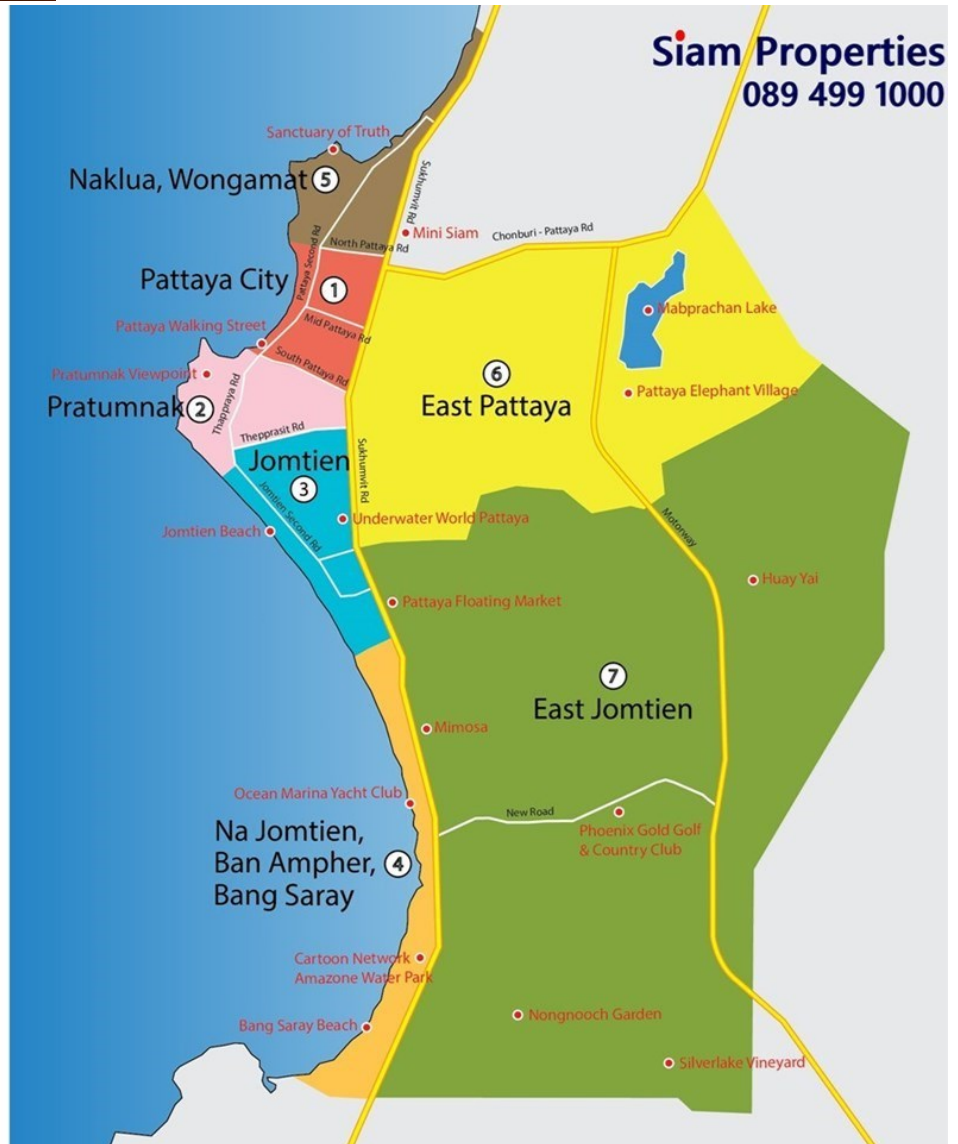 Siam Properties
089 499 1000
Sanctuary of Truth
Naklua, Wongamat 5
Sukhumvit Rd
Mini Siam
Chonburi - Pattaya Rd
North Pattaya Rd
Pattaya Second Rd
Pattaya City
1
Mabprachan Lake
Mid Pattaya Rd
Pattaya Walking Street
South Pattaya Rd
Pratumnak Viewpoint
6
East Pattaya
Pattaya Elephant Village
Pratumnak 2
Thappraya Rd
Thepprasit Rd
Jomtien
3
Sukhumvit Rd
Jomtien Second Rd
Underwater World Pattaya
Jomtien Beach
Motorway
Huay Yai
Pattaya Floating Market
7
East Jomtien
Mimosa
Ocean Marina Yacht Club
New Road
Phoenix Gold Golf
& Country Club
Na Jomtien,
Ban Ampher, 4
Bang Saray
Cartoon Network
Amazone Water Park
Nongnooch Garden
Bang Saray Beach
Silverlake Vineyard